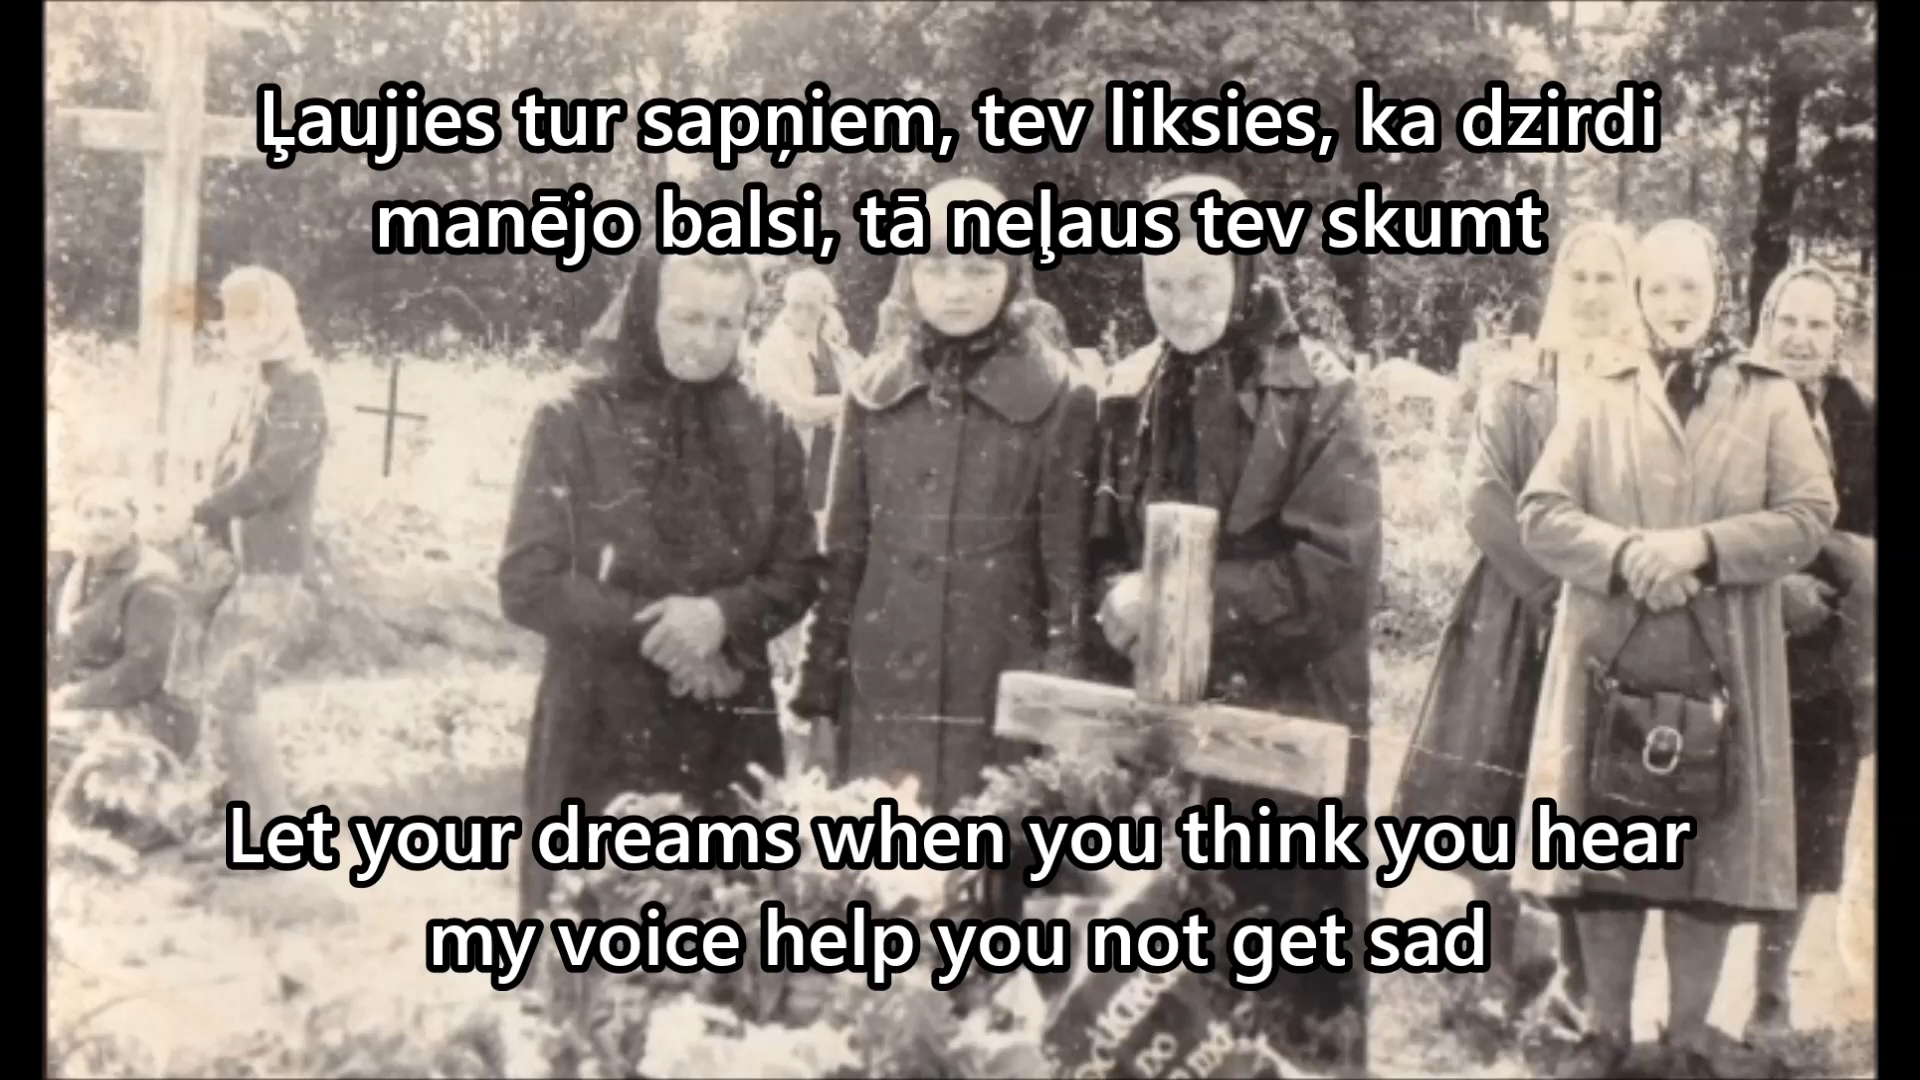 Ļaujies tur sapņiem, tev liksies, ka dzirdi
manējo balsi, tā neļaus tev skumt
Let your dreams when you think you hear
my voice help you not get sad
DO